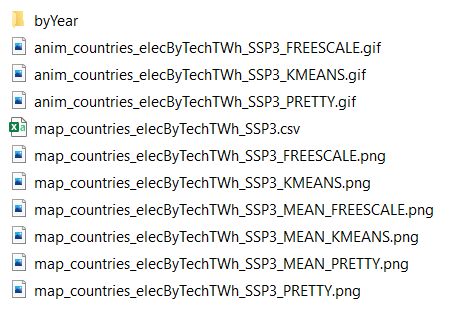 byYear
anim_countries_elecByTechTWh_SSP3_FREESCALE.gif
anim_countries_elecByTechTWh_SSP3_KMEANS.gif
anim_countries_elecByTechTWh_SSP3_PRETTY.gif
map_countries_elecByTechTWh_SSP3.csv
map_countries_elecByTechTWh_SSP3_FREESCALE.png
map_countries_elecByTechTWh_SSP3_KMEANS.png
map_countries_elecByTechTWh_SSP3_MEAN_FREESCALE.png
map_countries_elecByTechTWh_SSP3_MEAN_KMEANS.png
map_countries_elecByTechTWh_SSP3_MEAN_PRETTY.png
map_countries_elecByTechTWh_SSP3_PRETTY.png